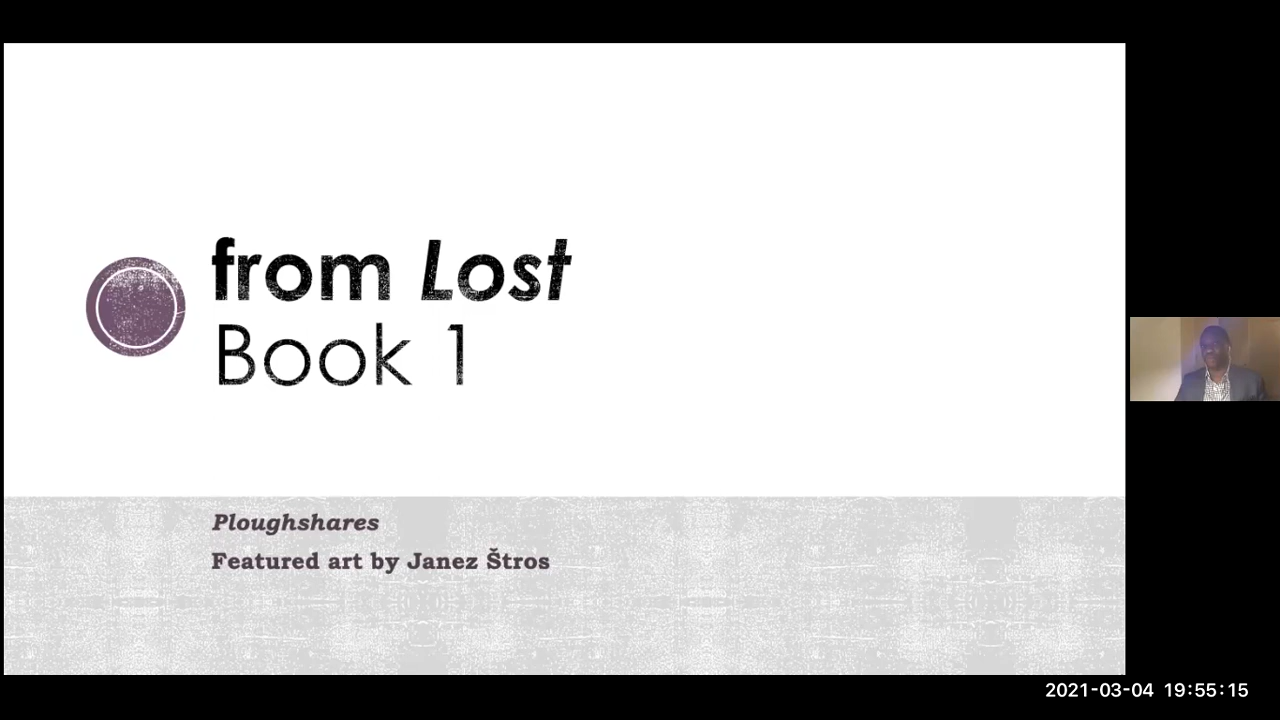 from Lost
Book 1
Ploughshares
Featured art by Janez Štros
2021-03-04 19:55:15